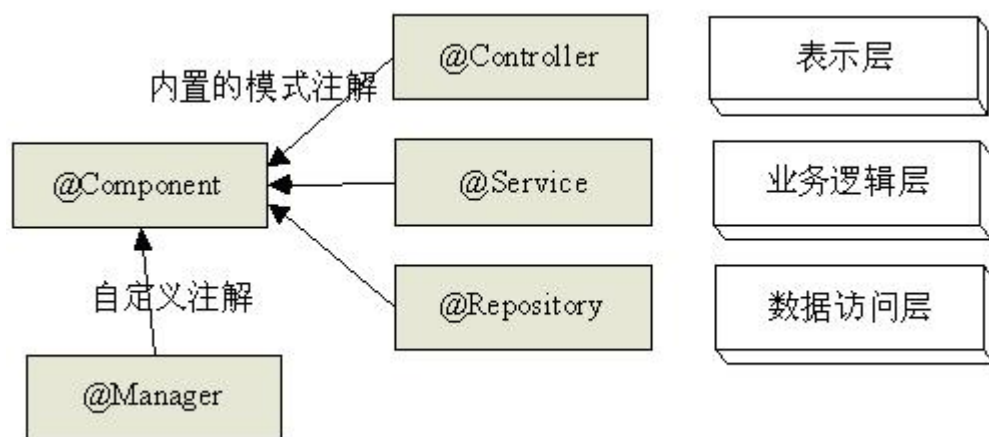 @Controller
表示层
内置的模式注解
@Component
@Service
业务逻辑层
自定义注解
@Repository
数据访问层
@Manager